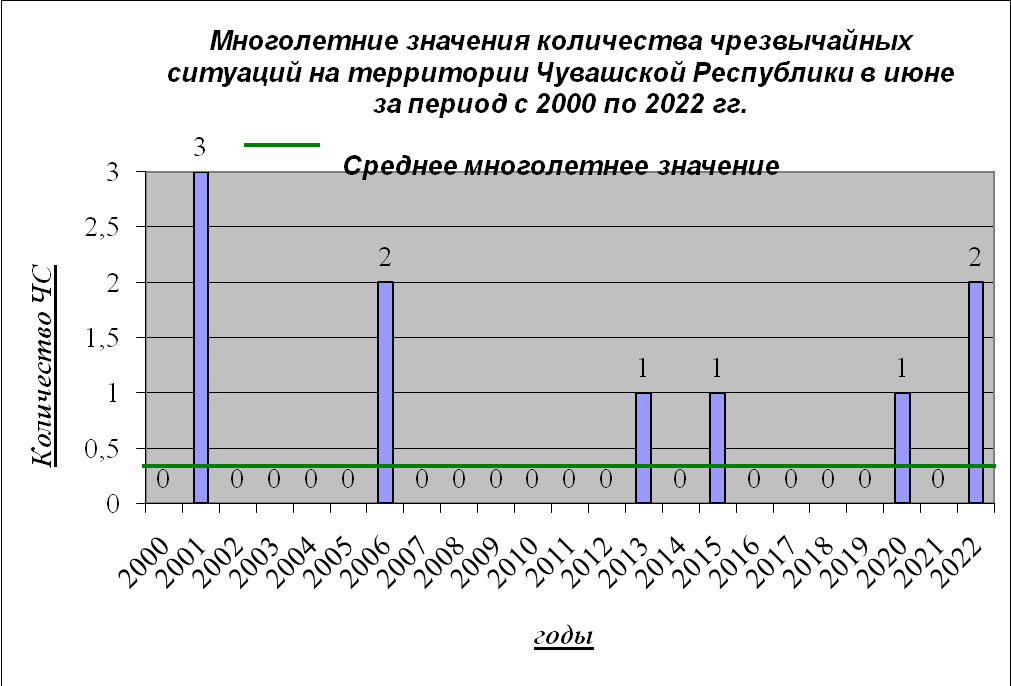 Многолетние значения количества чрезвычайных
ситуаций на территории Чувашской Республики в июне
за период с 2000 по 2022 гг.
Среднее многолетнее значение
Количество ЧС
3
2,5
2
1,5
1
0,5
0
0 3 0 0 0 0 2 0 0 0 0 0 0 1 0 1 0 0 0 0 1 0 2
2000 2001 2002 2003 2004 2005 2006 2007 2008 2009 2010 2011 2012 2013 2014 2015 2016 2017 2018 2019 2020 2021 2022
годы